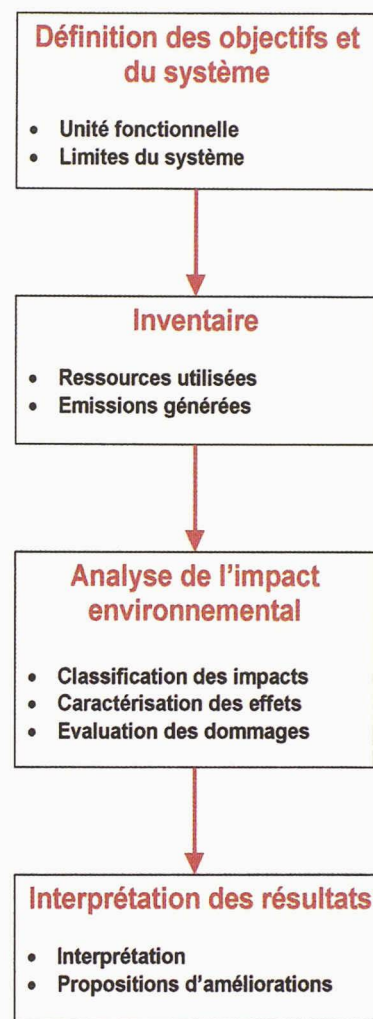 Définition des objectifs et
du système
• Unité fonctionnelle
• Limites du système
Inventaire
• Ressources utilisées
• Emissions générées
Analyse de l'impact
environnemental
• Classification des impacts
• Caractérisation des effets
• Evaluation des dommages
Interprétation des résultats
• Interprétation
• Propositions d'améliorations